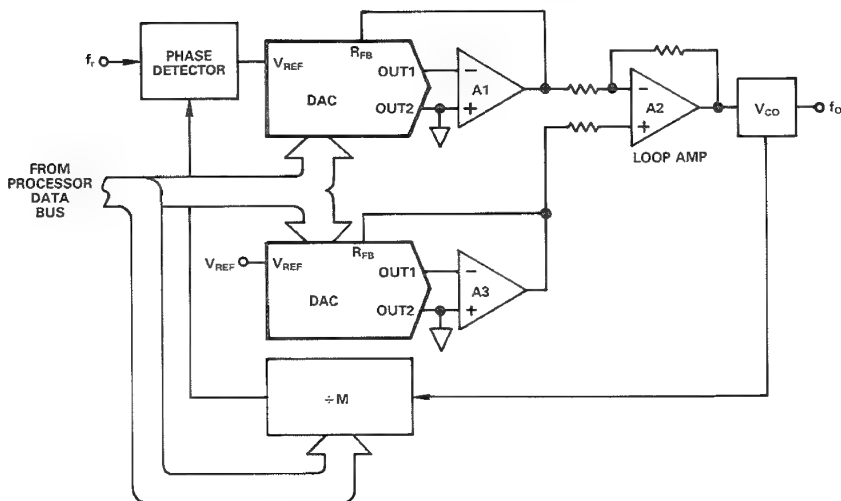 fr
PHASE
DETECTOR
VREF
RFB
DAC
OUT1
OUT2
−
A1
+
−
A2
+
LOOP AMP
VCO
fO
FROM
PROCESSOR
DATA
BUS
VREF
VREF
RFB
DAC
OUT1
OUT2
−
A3
+
÷M